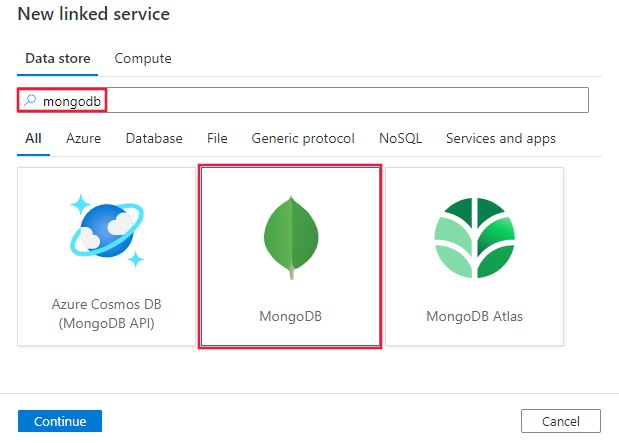 New linked service
Data store Compute
mongodb
All Azure Database File Generic protocol NoSQL Services and apps
Azure Cosmos DB
(MongoDB API)
MongoDB
MongoDB Atlas
Continue Cancel